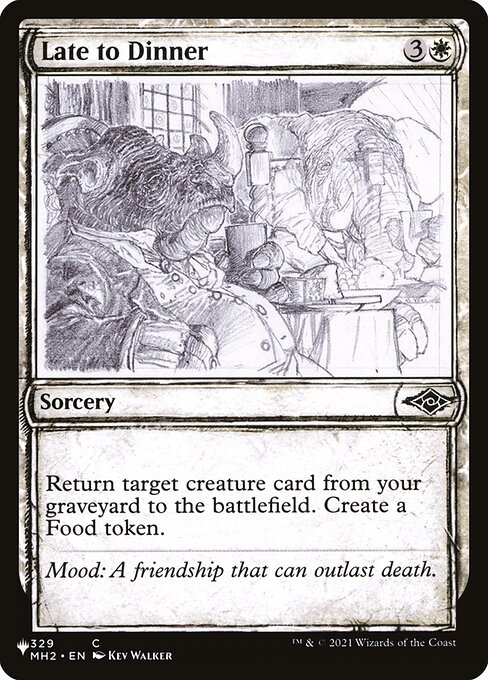 Late to Dinner 3
Sorcery
Return target creature card from your
graveyard to the battlefield. Create a
Food token.
Mood: A friendship that can outlast death.
329 C
MH2 • EN Kev Walker ™ & © 2021 Wizards of the Coast